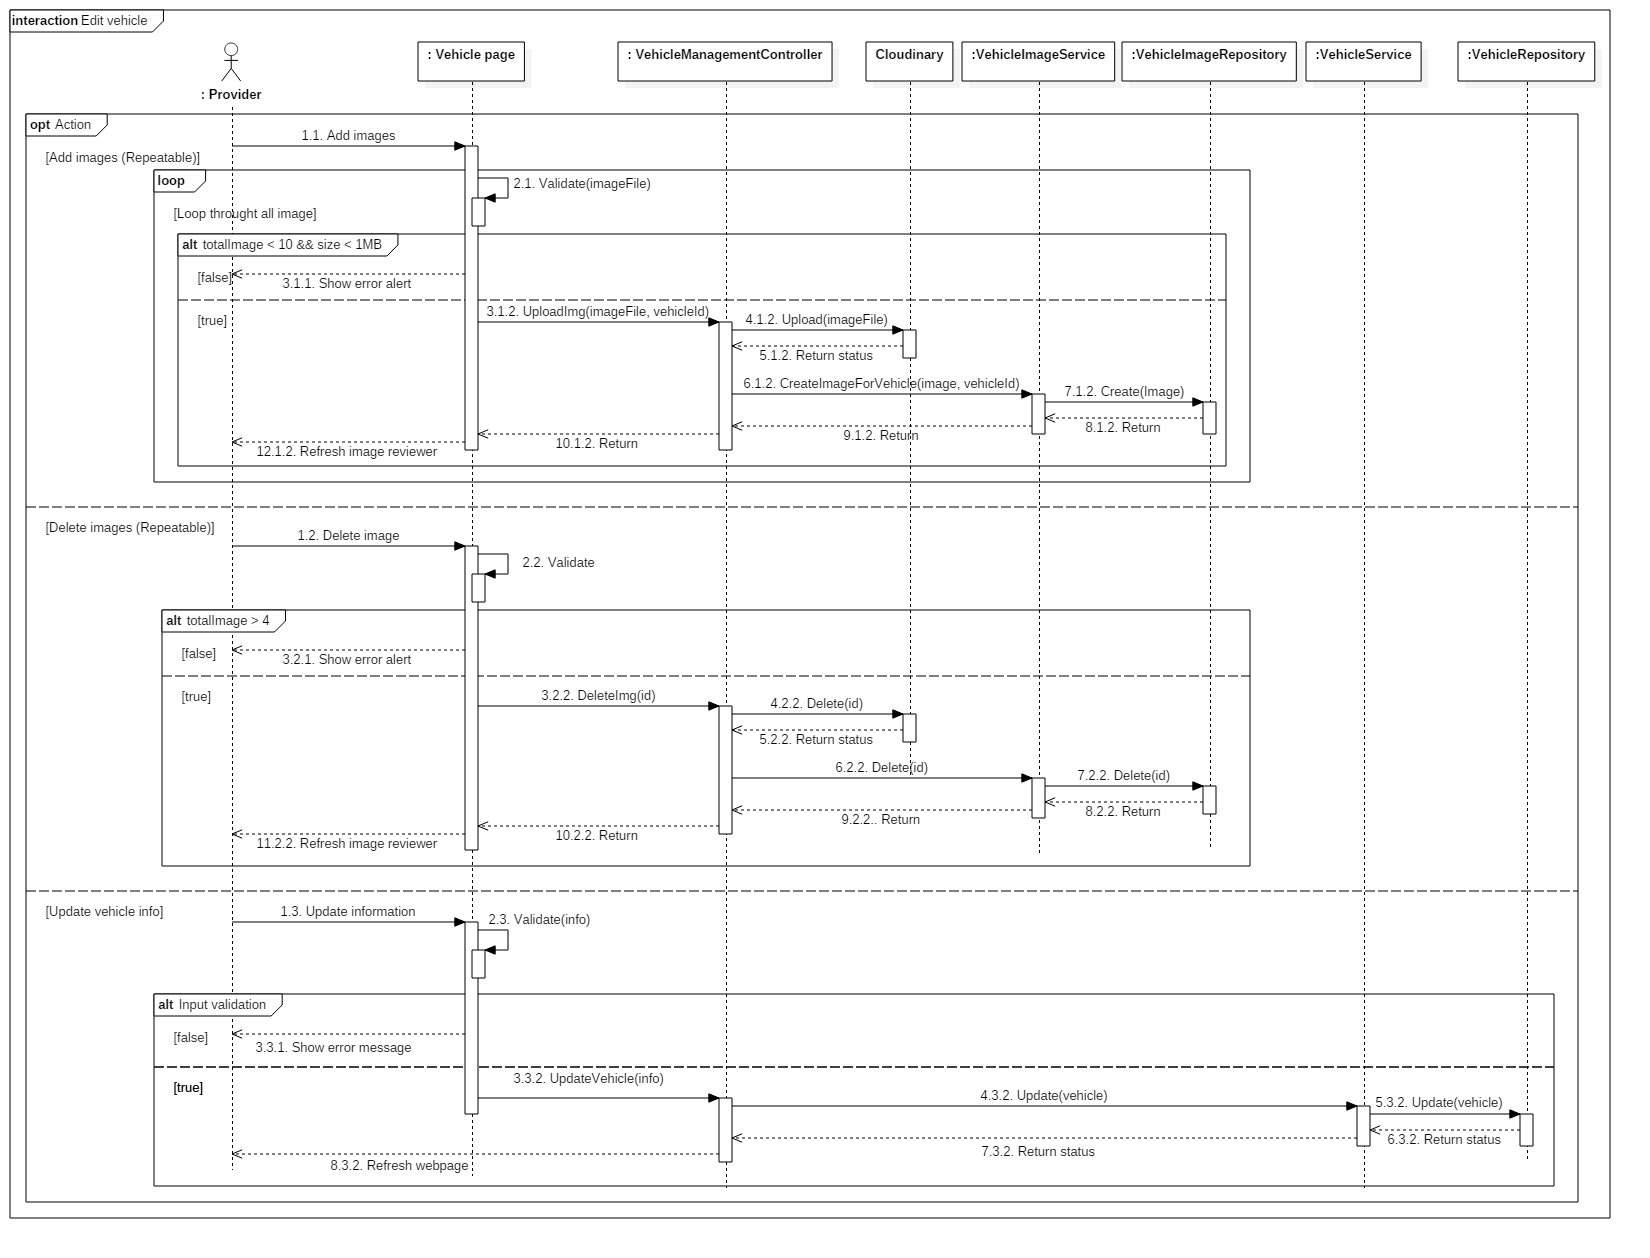 interaction Edit vehicle
: Provider
: Vehicle page
: VehicleManagementController
Cloudinary
:VehicleImageService
:VehicleImageRepository
:VehicleService
:VehicleRepository
opt Action
1.1. Add images
[Add images (Repeatable)]
loop
2.1. Validate(imageFile)
[Loop throught all image]
alt totalImage < 10 && size < 1MB
[false]
3.1.1. Show error alert
[true]
3.1.2. UploadImg(imageFile, vehicleId)
4.1.2. Upload(imageFile)
5.1.2. Return status
6.1.2. CreateImageForVehicle(image, vehicleId)
7.1.2. Create(Image)
8.1.2. Return
9.1.2. Return
10.1.2. Return
12.1.2. Refresh image reviewer
[Delete images (Repeatable)]
1.2. Delete image
2.2. Validate
alt totalImage > 4
[false]
3.2.1. Show error alert
[true]
3.2.2. DeleteImg(id)
4.2.2. Delete(id)
5.2.2. Return status
6.2.2. Delete(id)
7.2.2. Delete(id)
8.2.2. Return
9.2.2.. Return
10.2.2. Return
11.2.2. Refresh image reviewer
[Update vehicle info]
1.3. Update information
2.3. Validate(info)
alt Input validation
[false]
3.3.1. Show error message
[true]
3.3.2. UpdateVehicle(info)
4.3.2. Update(vehicle)
5.3.2. Update(vehicle)
6.3.2. Return status
7.3.2. Return status
8.3.2. Refresh webpage